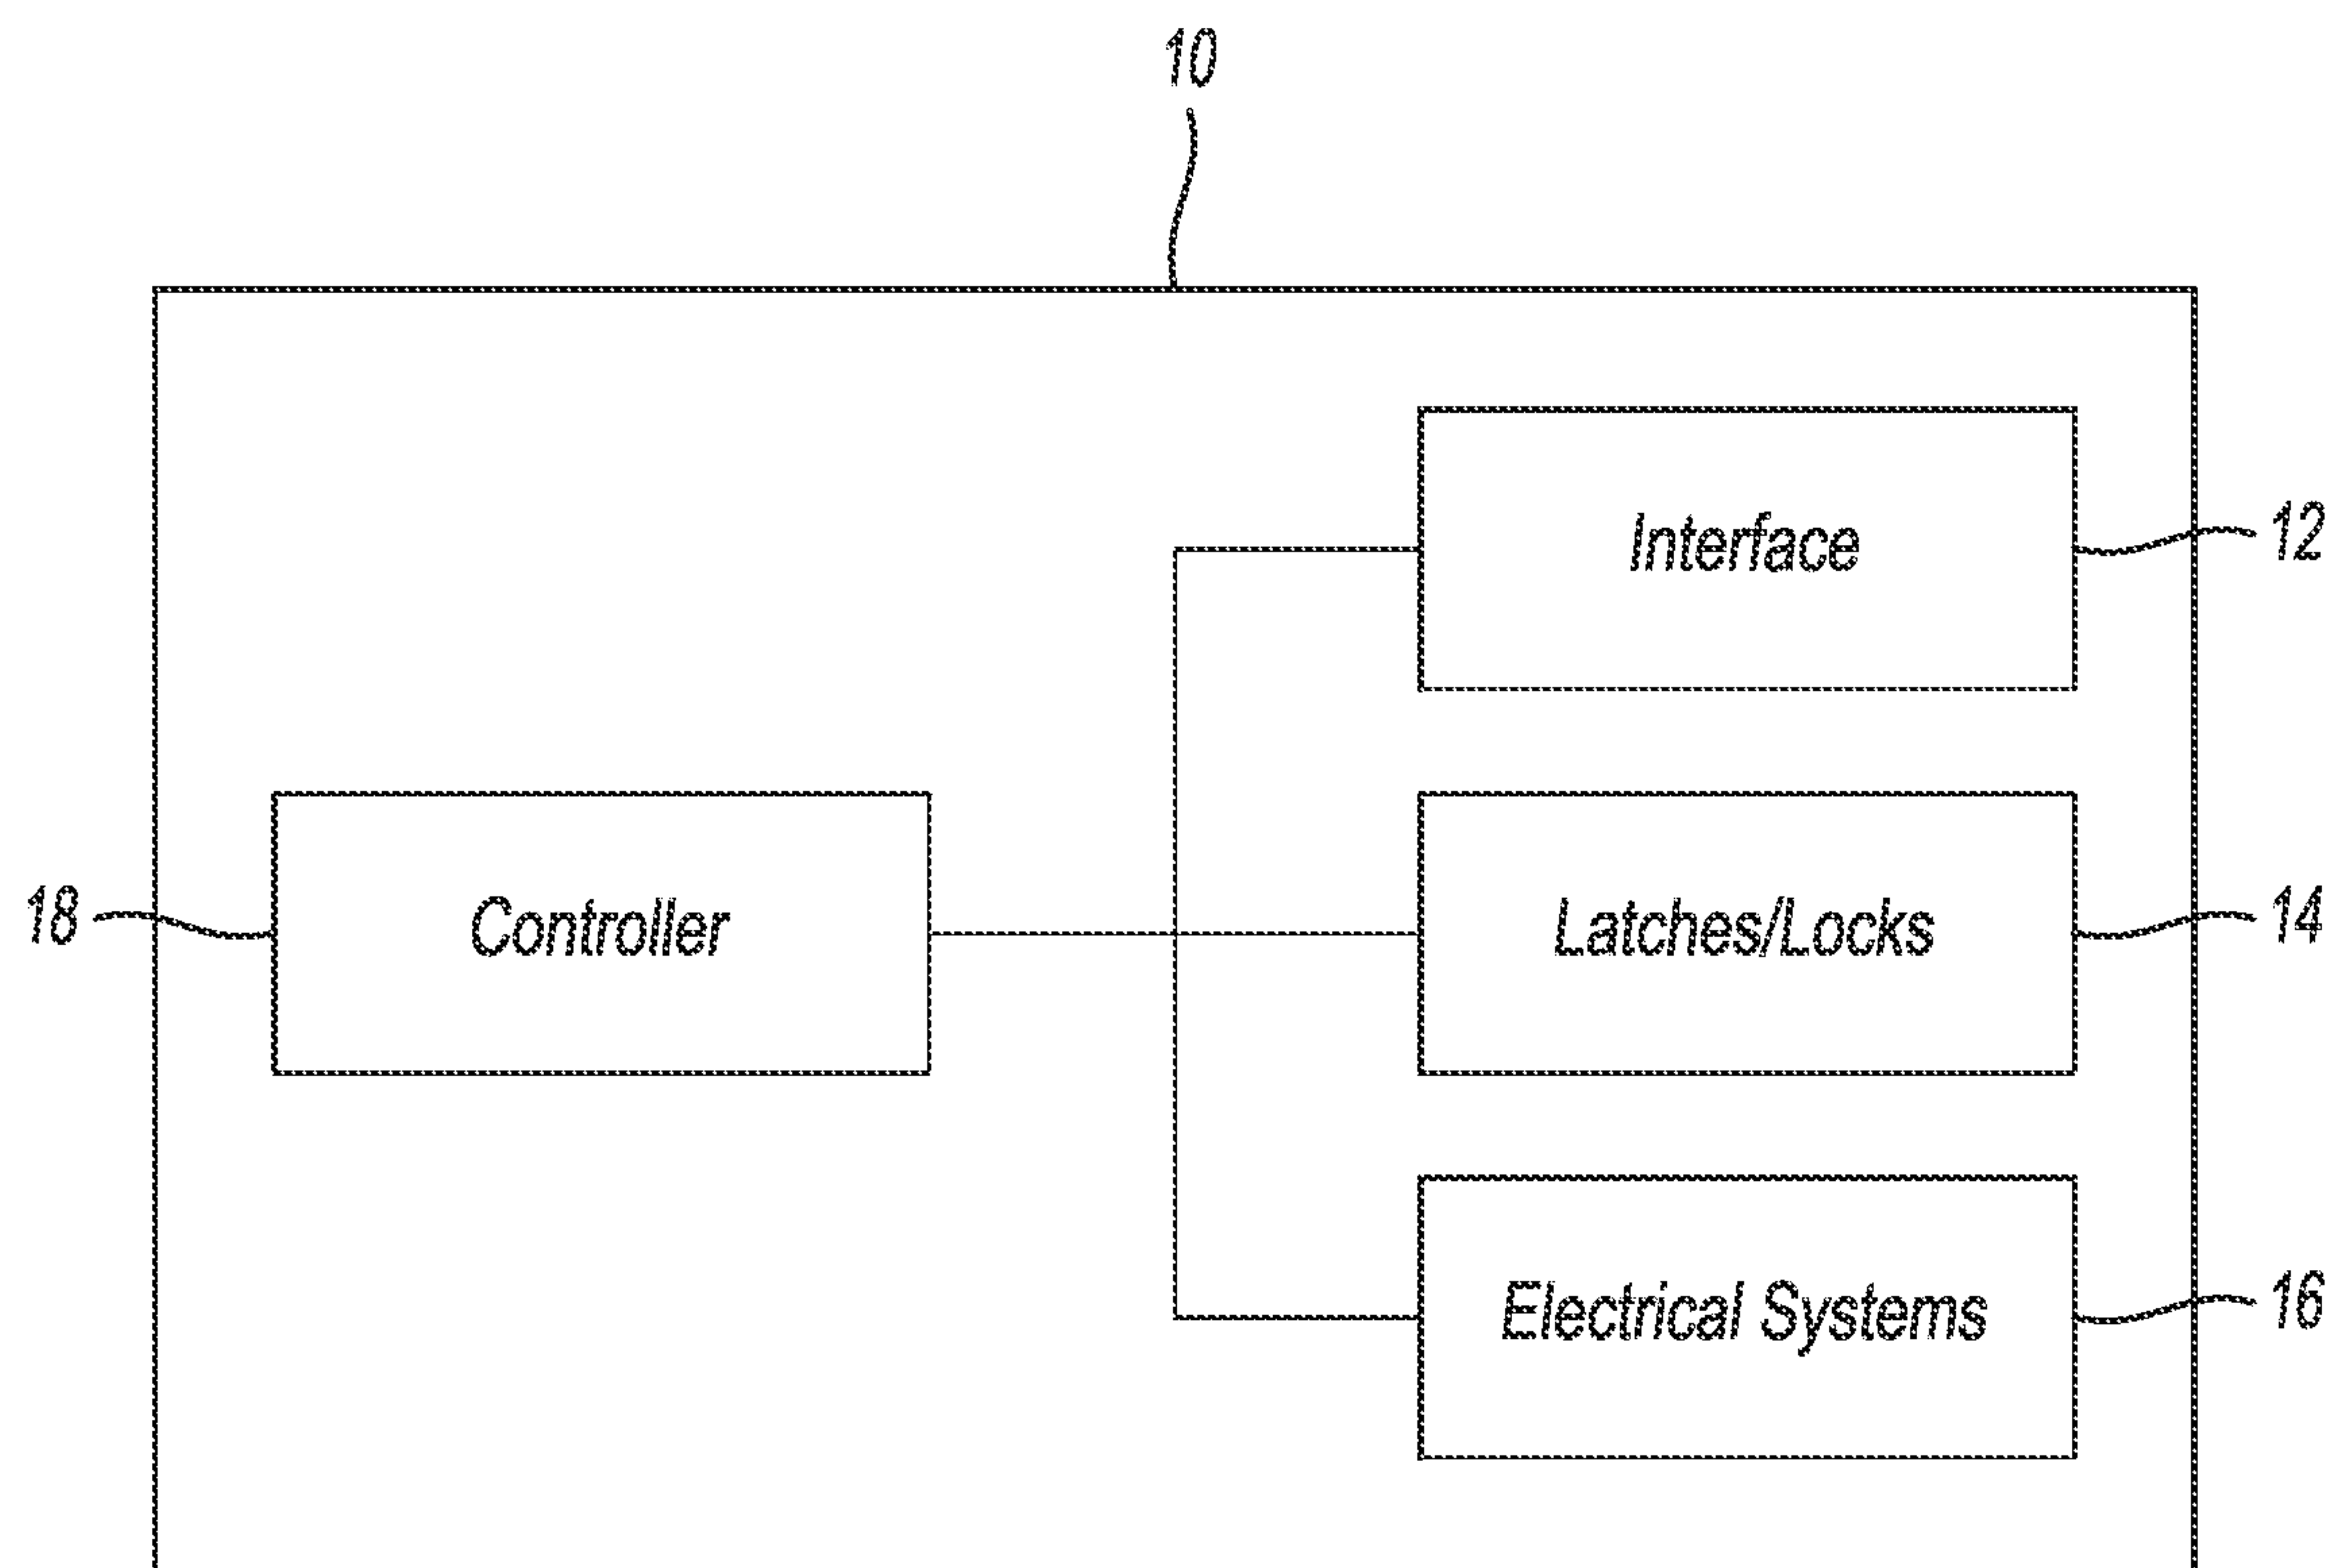 10
Interface
12
18
Controller
Latches/Locks
14
Electrical Systems
16